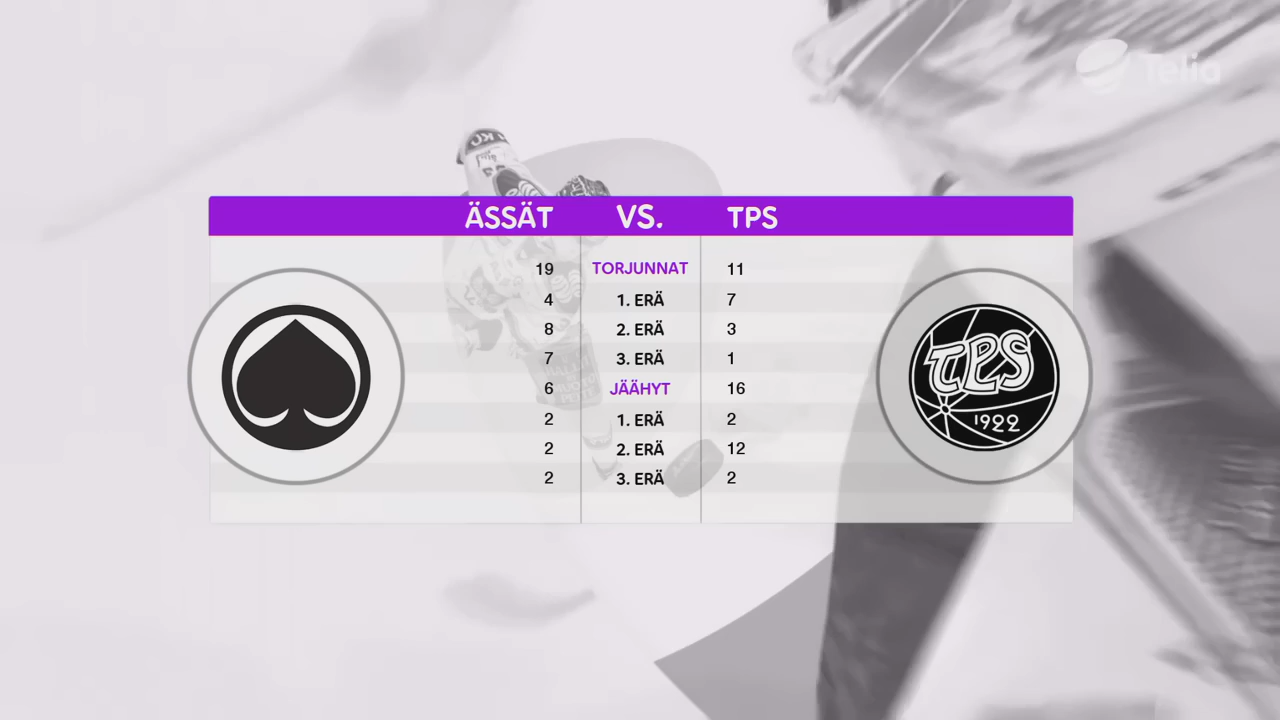 Telia
ÄSSÄT VS. TPS
19 TORJUNNAT 11
4 1. ERÄ 7
8 2. ERÄ 3
7 3. ERÄ 1
6 JÄÄHYT 16
2 1. ERÄ 2
2 2. ERÄ 12
2 3. ERÄ 2
TPS
1922